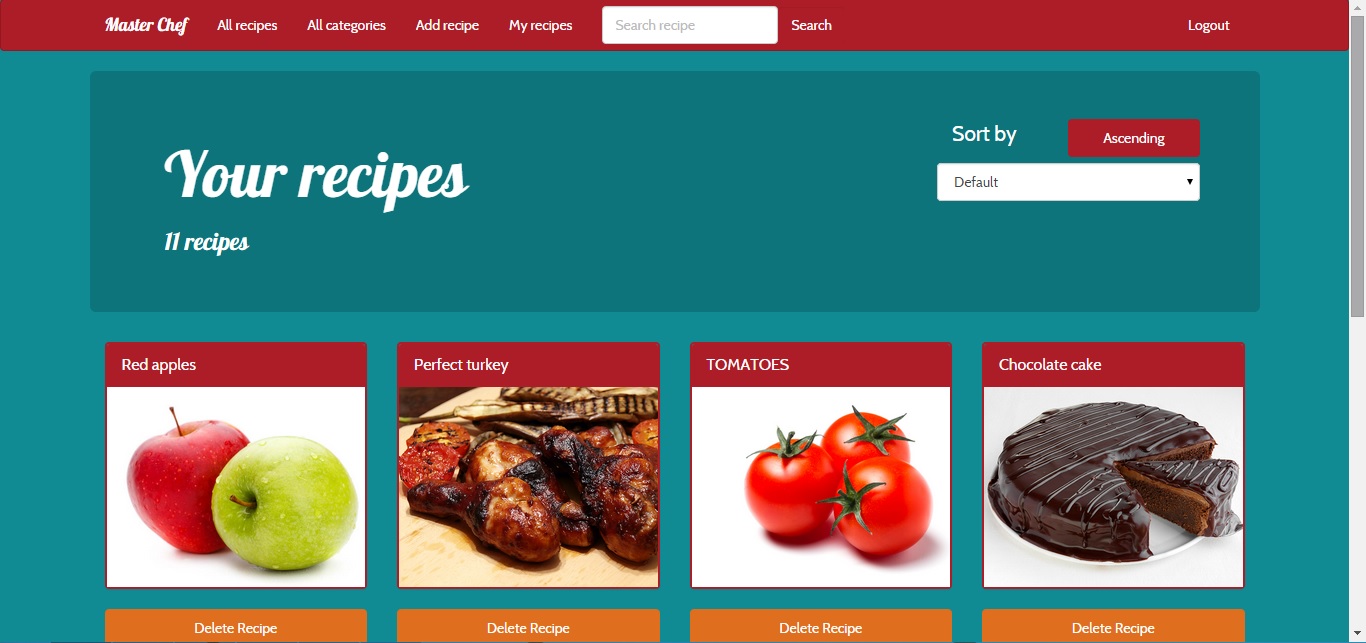 Master Chef All recipes All categories Add recipe My recipes Search recipe Search Logout
Sort by Ascending
Your recipes
Default
11 recipes
Red apples Perfect turkey TOMATOES Chocolate cake
Delete Recipe Delete Recipe Delete Recipe Delete Recipe